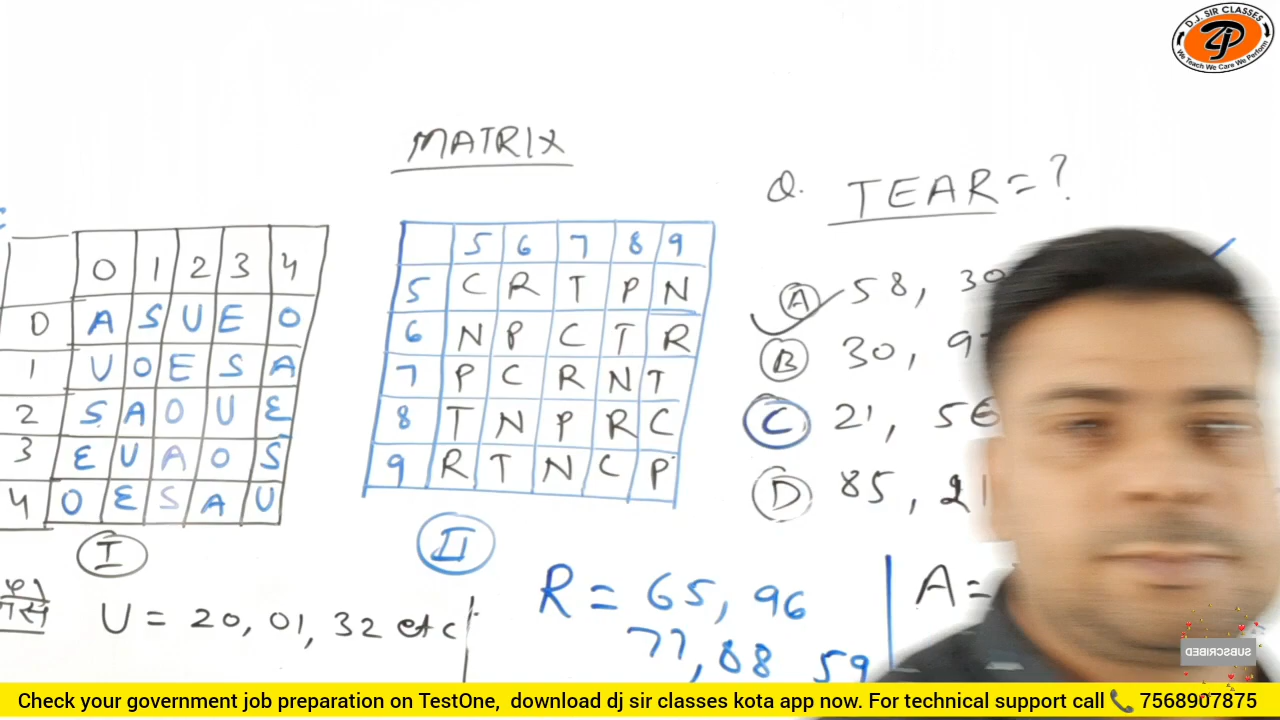 D.J. SIR CLASSES
We Teach We Care We Perform
MATRIX
Q. TEAR = ?
0 1 2 3 4
0 A S U E O
1 U O E S A
2 S A O U E
3 E U A O S
4 O E S A U
I
5 6 7 8 9
5 C R T P N
6 N P C T R
7 P C R N T
8 T N P R C
9 R T N C P
II
A 58, 30
B 30, 9
C 21, 56
D 85, 21
U = 20, 01, 32 etc
R = 65, 96
77, 88 59
A =
SUBSCRIBED
Check your government job preparation on TestOne, download dj sir classes kota app now. For technical support call 📞 7568907875